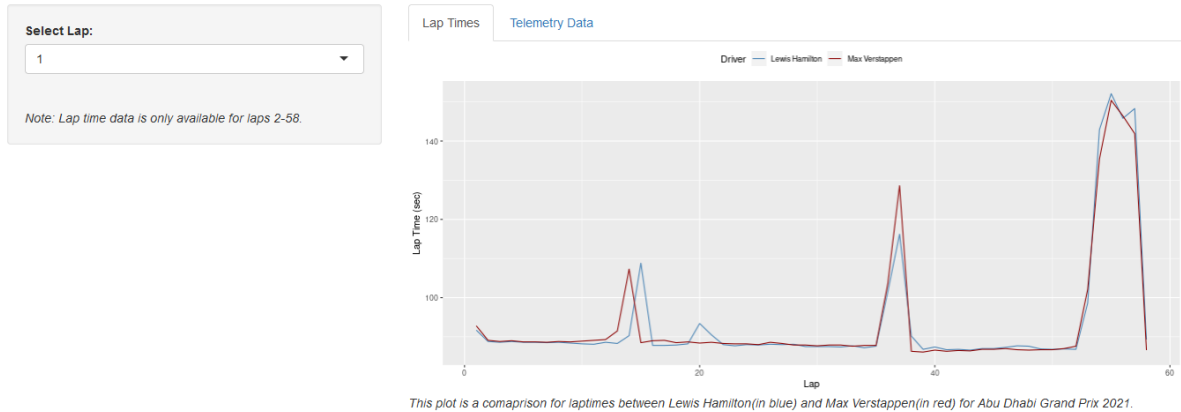 Select Lap:
1
Note: Lap time data is only available for laps 2-58.
Lap Times
Telemetry Data
Driver Lewis Hamilton Max Verstappen
Lap Time (sec)
140
120
100
0 20 40 60
Lap
This plot is a comaprison for laptimes between Lewis Hamilton(in blue) and Max Verstappen(in red) for Abu Dhabi Grand Prix 2021.